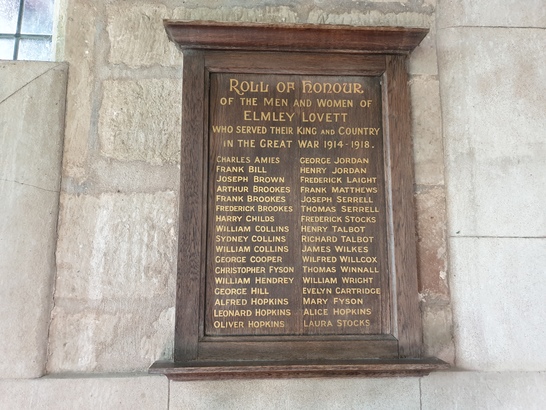 Roll of Honour
of the Men and Women of
Elmley Lovett
who served their King and Country
in the Great War 1914-1918.
Charles Amies
Frank Bill
Joseph Brown
Arthur Brookes
Frank Brookes
Frederick Brookes
Harry Childs
William Collins
Sydney Collins
William Collins
George Cooper
Christopher Fyson
William Hendrey
George Hill
Alfred Hopkins
Leonard Hopkins
Oliver Hopkins
George Jordan
Henry Jordan
Frederick Laight
Frank Matthews
Joseph Serrell
Thomas Serrell
Frederick Stocks
Henry Talbot
Richard Talbot
James Wilkes
Wilfred Willcox
Thomas Winnall
William Wright
Evelyn Cartridge
Mary Fyson
Alice Hopkins
Laura Stocks